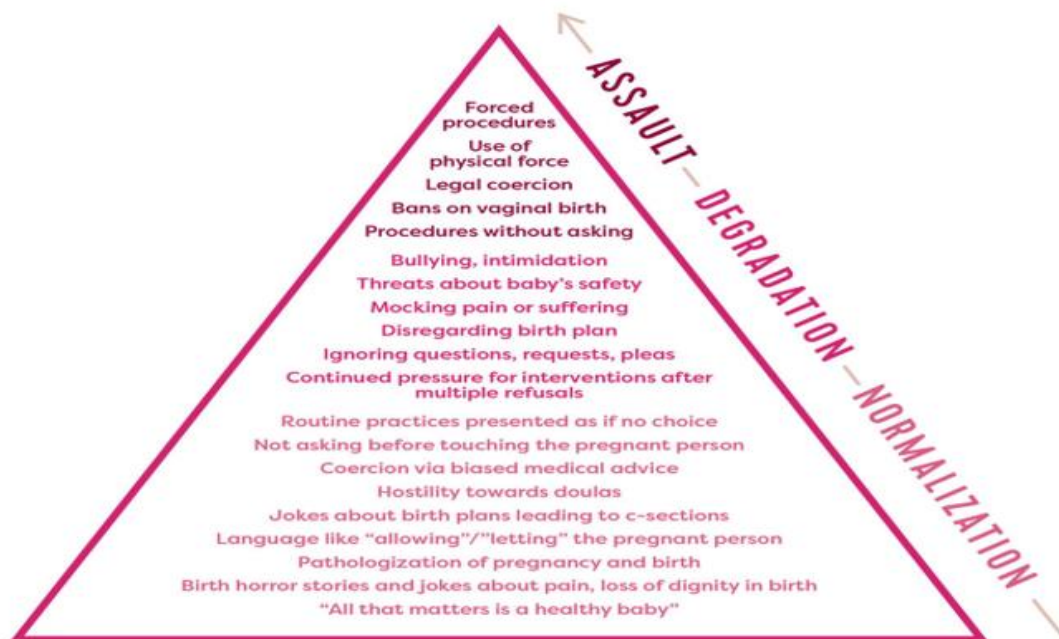 Forced
procedures
Use of
physical force
Legal coercion
Bans on vaginal birth
Procedures without asking
Bullying, intimidation
Threats about baby's safety
Mocking pain or suffering
Disregarding birth plan
Ignoring questions, requests, pleas
Continued pressure for interventions after
multiple refusals
Routine practices presented as if no choice
Not asking before touching the pregnant person
Coercion via biased medical advice
Hostility towards doulas
Jokes about birth plans leading to c-sections
Language like "allowing"/"letting" the pregnant person
Pathologization of pregnancy and birth
Birth horror stories and jokes about pain, loss of dignity in birth
"All that matters is a healthy baby"
ASSAULT — DEGRADATION — NORMALIZATION